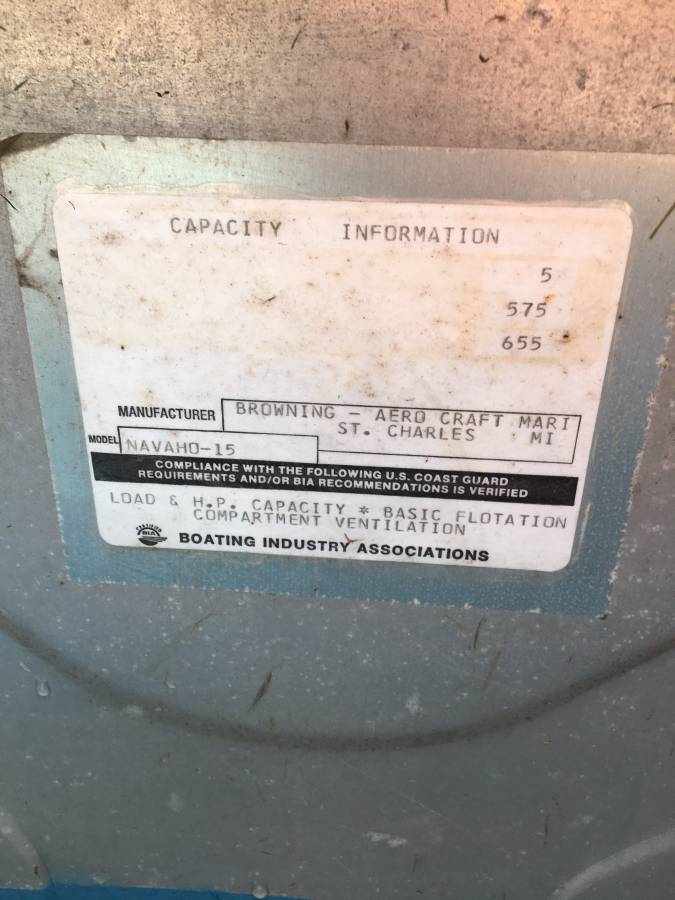 CAPACITY INFORMATION
5
575
655
MANUFACTURER BROWNING - AERO CRAFT MARI
ST. CHARLES MI
MODEL NAVAHO-15
COMPLIANCE WITH THE FOLLOWING U.S. COAST GUARD
REQUIREMENTS AND/OR BIA RECOMMENDATIONS IS VERIFIED
LOAD & H.P. CAPACITY * BASIC FLOTATION
COMPARTMENT VENTILATION
CERTIFIED
BIA
BOATING INDUSTRY ASSOCIATIONS